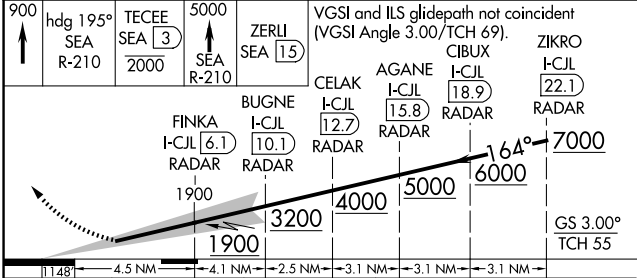 900
hdg 195°
SEA
R-210
TECEE
SEA 3
2000
5000
SEA
R-210
ZERLI
SEA 15
VGSI and ILS glidepath not coincident
(VGSI Angle 3.00/TCH 69).
FINKA
I-CJL 6.1
RADAR
BUGNE
I-CJL
10.1
RADAR
CELAK
I-CJL
12.7
RADAR
AGANE
I-CJL
15.8
RADAR
CIBUX
I-CJL
18.9
RADAR
ZIKRO
I-CJL
22.1
RADAR
1900
164°
7000
6000
5000
4000
3200
1900
GS 3.00°
TCH 55
1148'
4.5 NM
4.1 NM
2.5 NM
3.1 NM
3.1 NM
3.1 NM